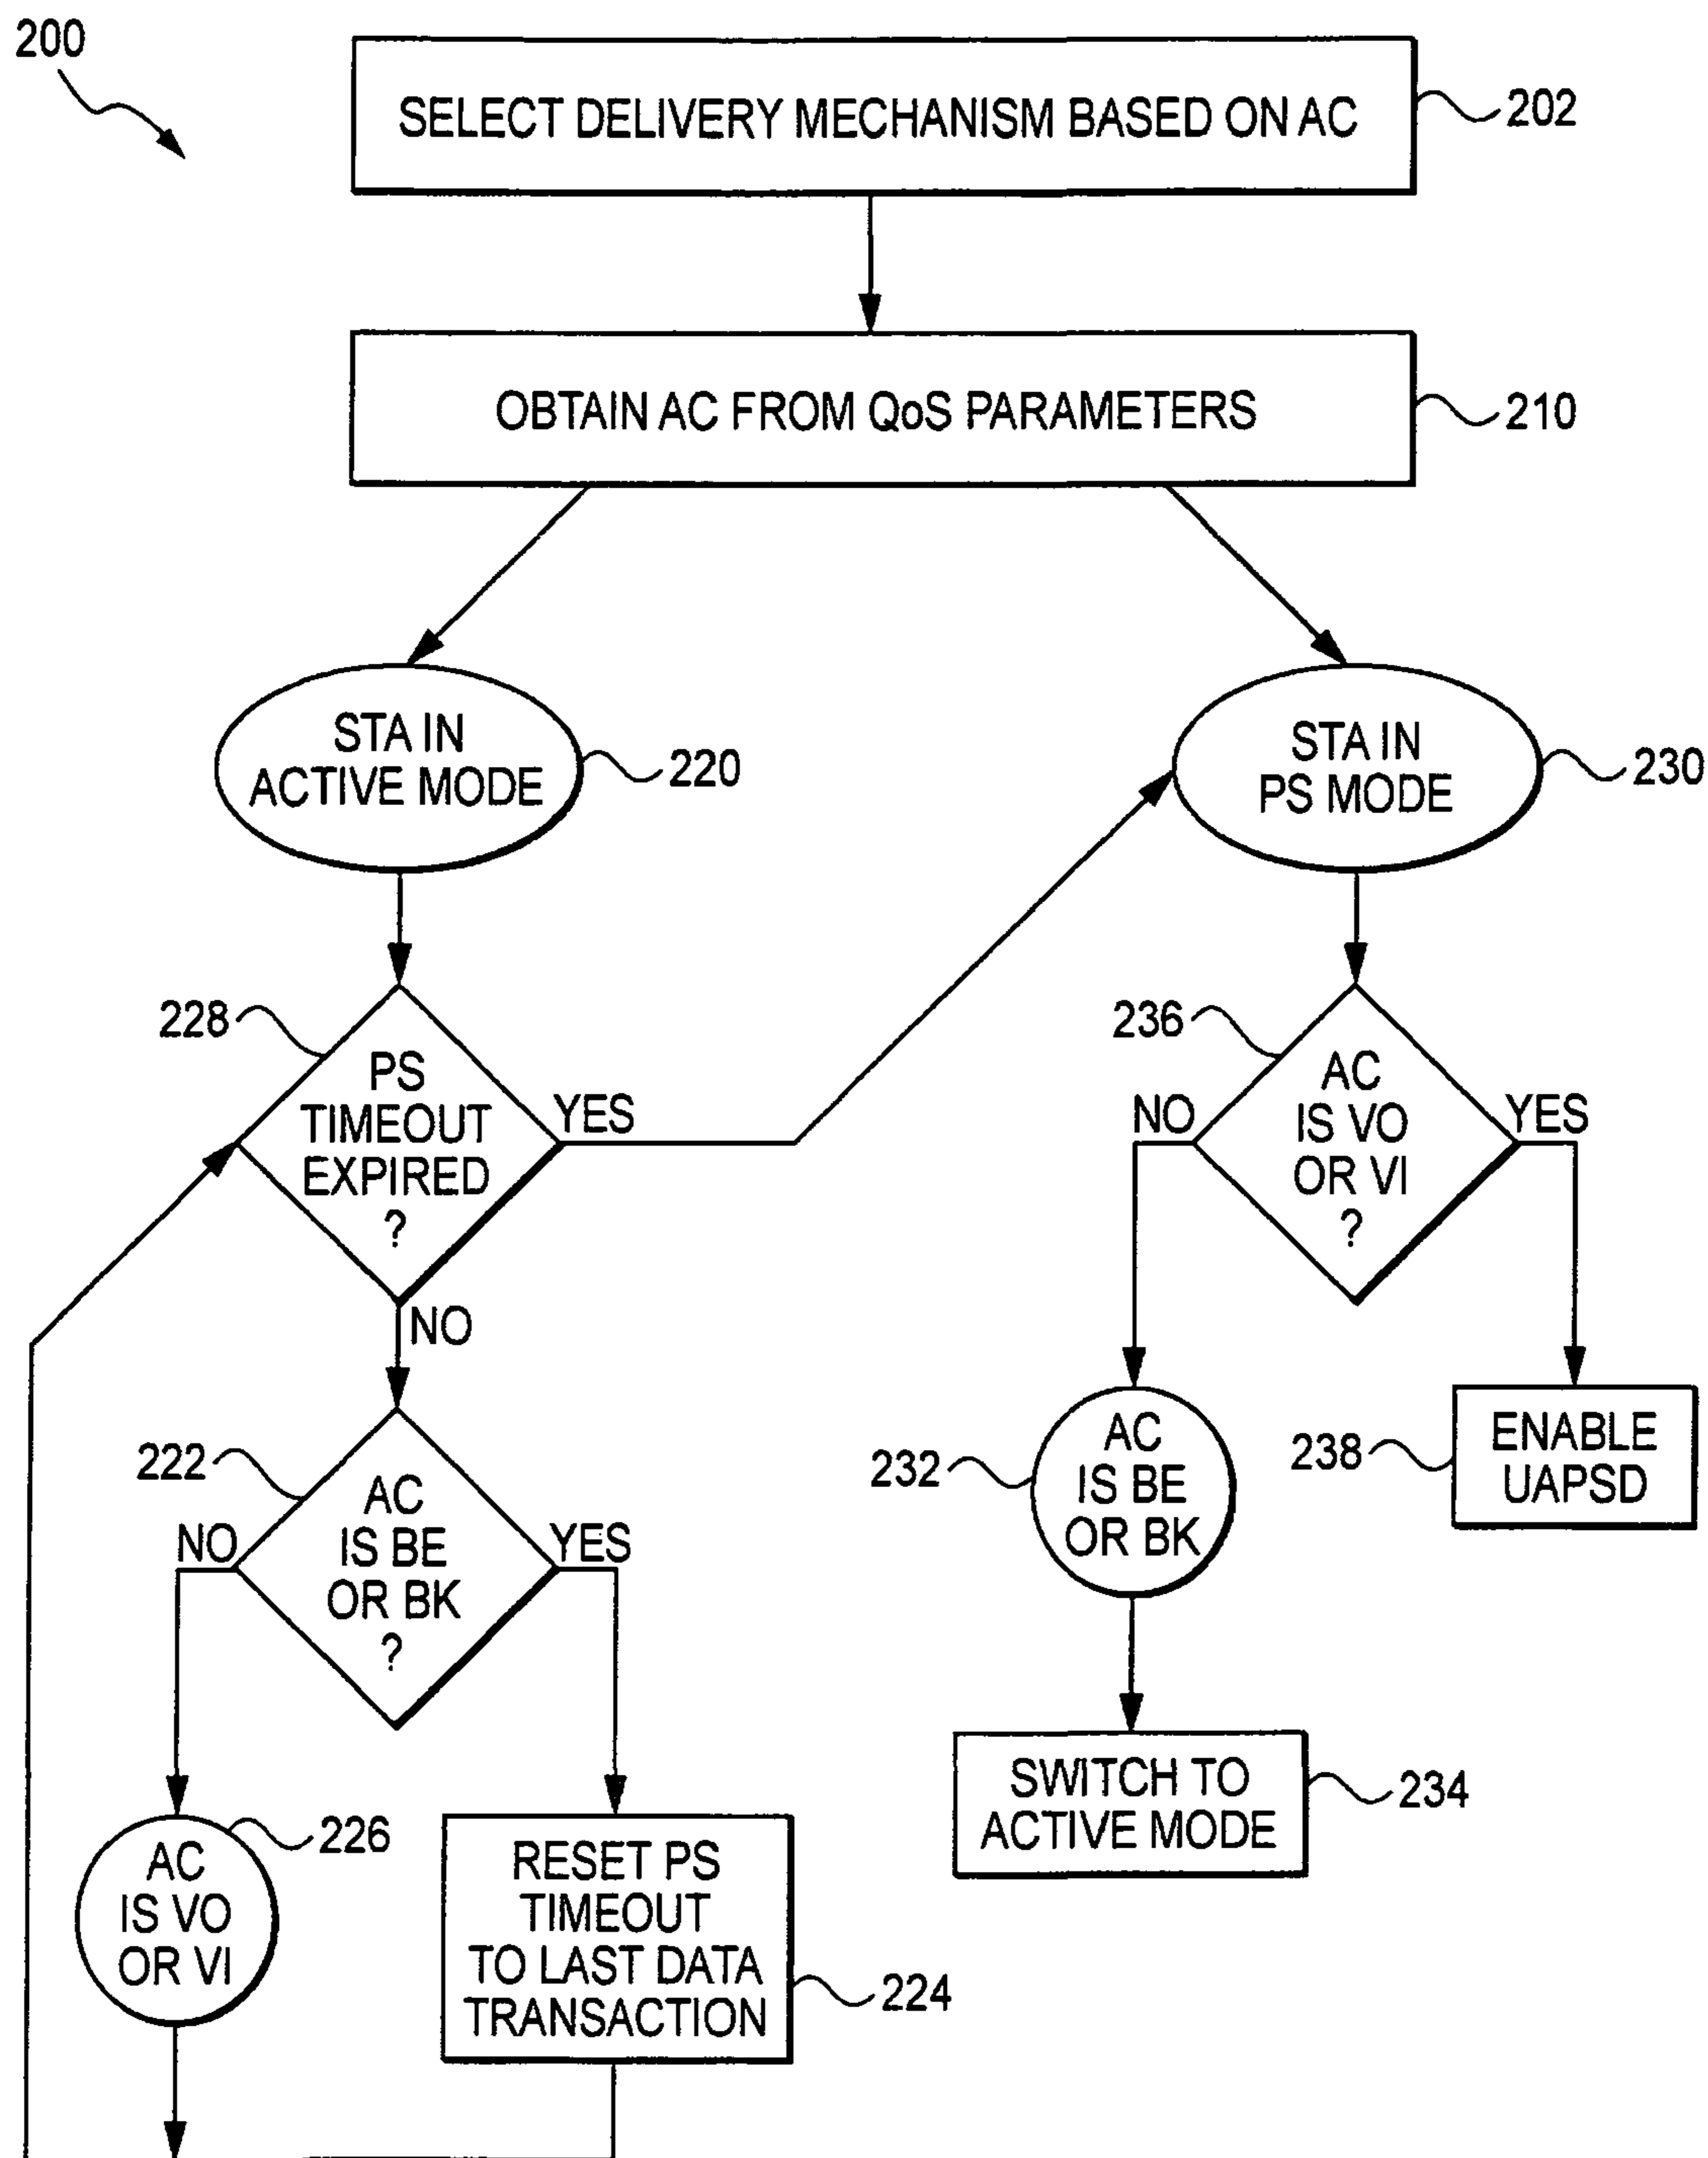 200
SELECT DELIVERY MECHANISM BASED ON AC
202
OBTAIN AC FROM QoS PARAMETERS
210
STA IN
ACTIVE MODE
220
STA IN
PS MODE
230
228
PS
TIMEOUT
EXPIRED
?
YES
NO
236
AC
IS VO
OR VI
?
NO
YES
222
AC
IS BE
OR BK
?
NO
YES
232
AC
IS BE
OR BK
238
ENABLE
UAPSD
226
AC
IS VO
OR VI
RESET PS
TIMEOUT
TO LAST DATA
TRANSACTION
224
SWITCH TO
ACTIVE MODE
234